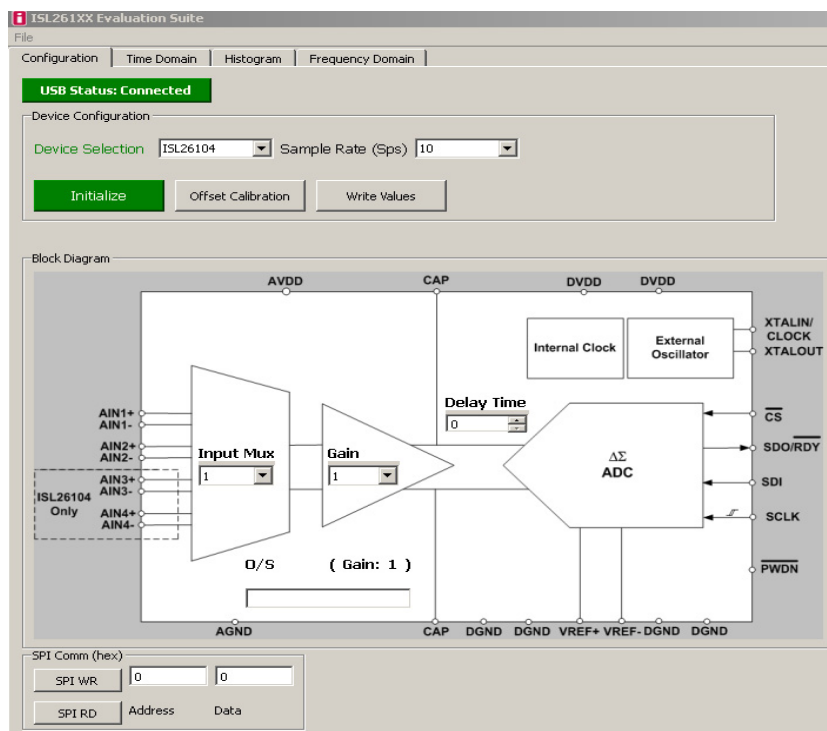 ISL261XX Evaluation Suite
File
Configuration Time Domain Histogram Frequency Domain
USB Status: Connected
Device Configuration
Device Selection ISL26104 Sample Rate (Sps) 10
Initialize Offset Calibration Write Values
Block Diagram
AVDD CAP DVDD DVDD
Internal Clock
External
Oscillator
XTALIN/
CLOCK
XTALOUT
AIN1+
AIN1-
AIN2+
AIN2-
AIN3+
AIN3-
AIN4+
AIN4-
ISL26104
Only
Input Mux
1
Gain
1
Delay Time
0
ΔΣ
ADC
CS
SDO/RDY
SDI
SCLK
PWDN
O/S ( Gain: 1 )
AGND CAP DGND DGND VREF+ VREF- DGND DGND
SPI Comm (hex)
SPI WR 0 0
SPI RD Address Data